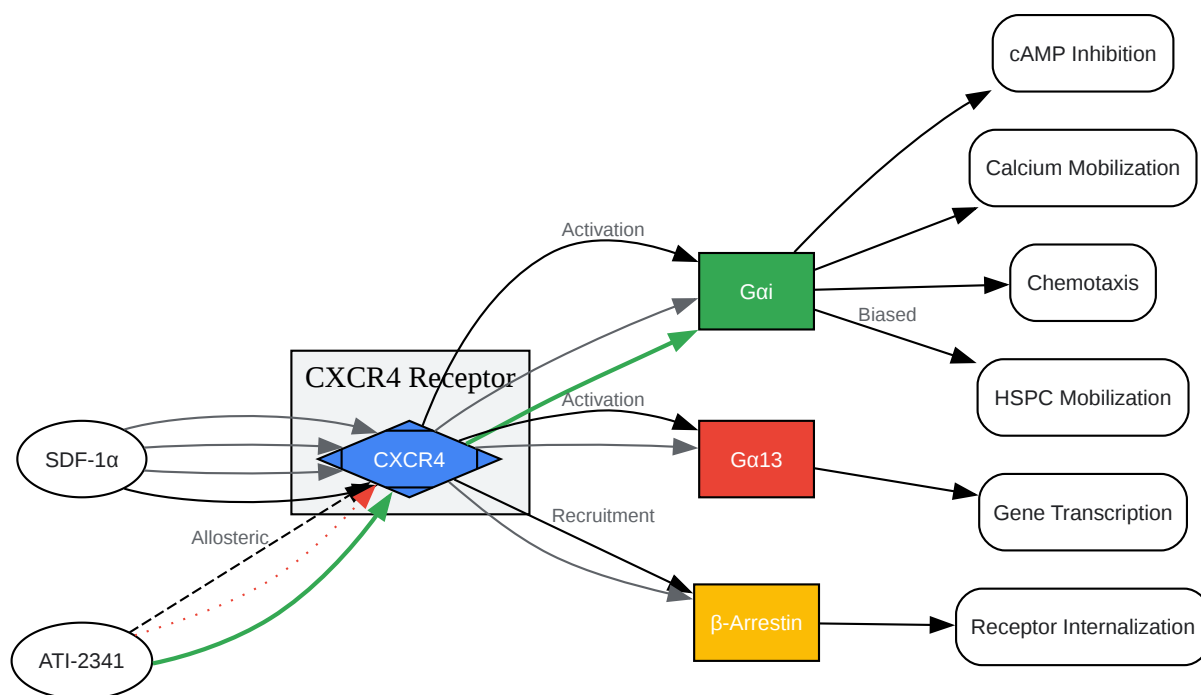 cAMP Inhibition
Calcium Mobilization
Activation
Gαi
Chemotaxis
Biased
CXCR4 Receptor
HSPC Mobilization
Activation
SDF-1α
CXCR4
Gα13
Gene Transcription
Recruitment
Allosteric
β-Arrestin
Receptor Internalization
ATI-2341